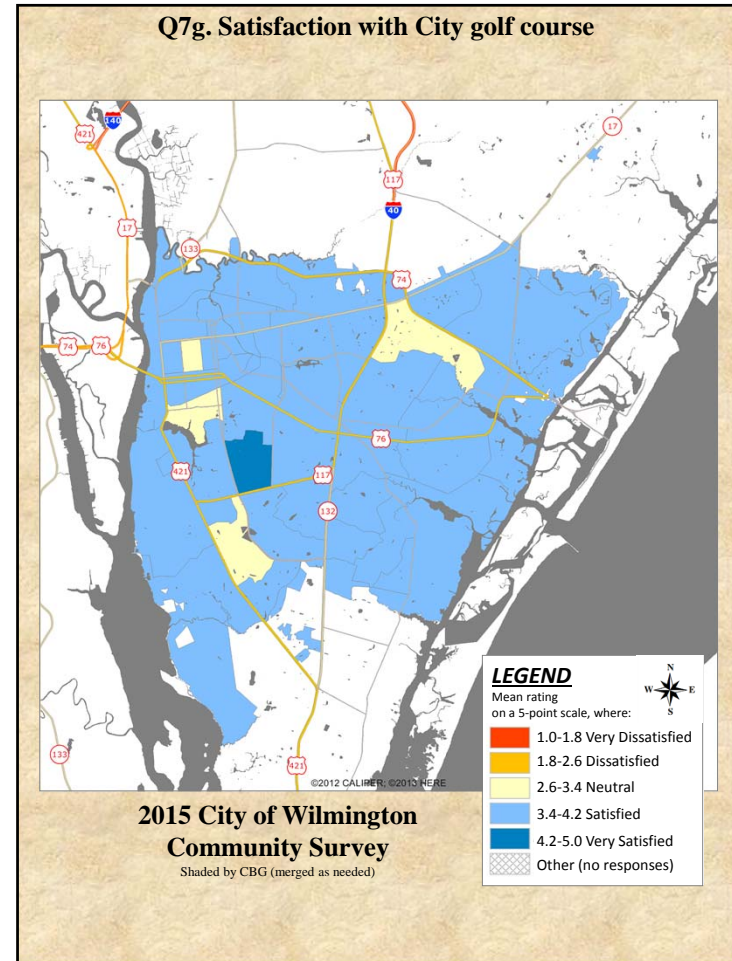 Q7g. Satisfaction with City golf course
140
421
17
117
17
40
133
74
74
76
76
421
117
132
133
421
©2012 CALIPER; ©2013 HERE
LEGEND
Mean rating
on a 5-point scale, where:
N
W E
S
1.0-1.8 Very Dissatisfied
1.8-2.6 Dissatisfied
2.6-3.4 Neutral
3.4-4.2 Satisfied
4.2-5.0 Very Satisfied
Other (no responses)
2015 City of Wilmington
Community Survey
Shaded by CBG (merged as needed)